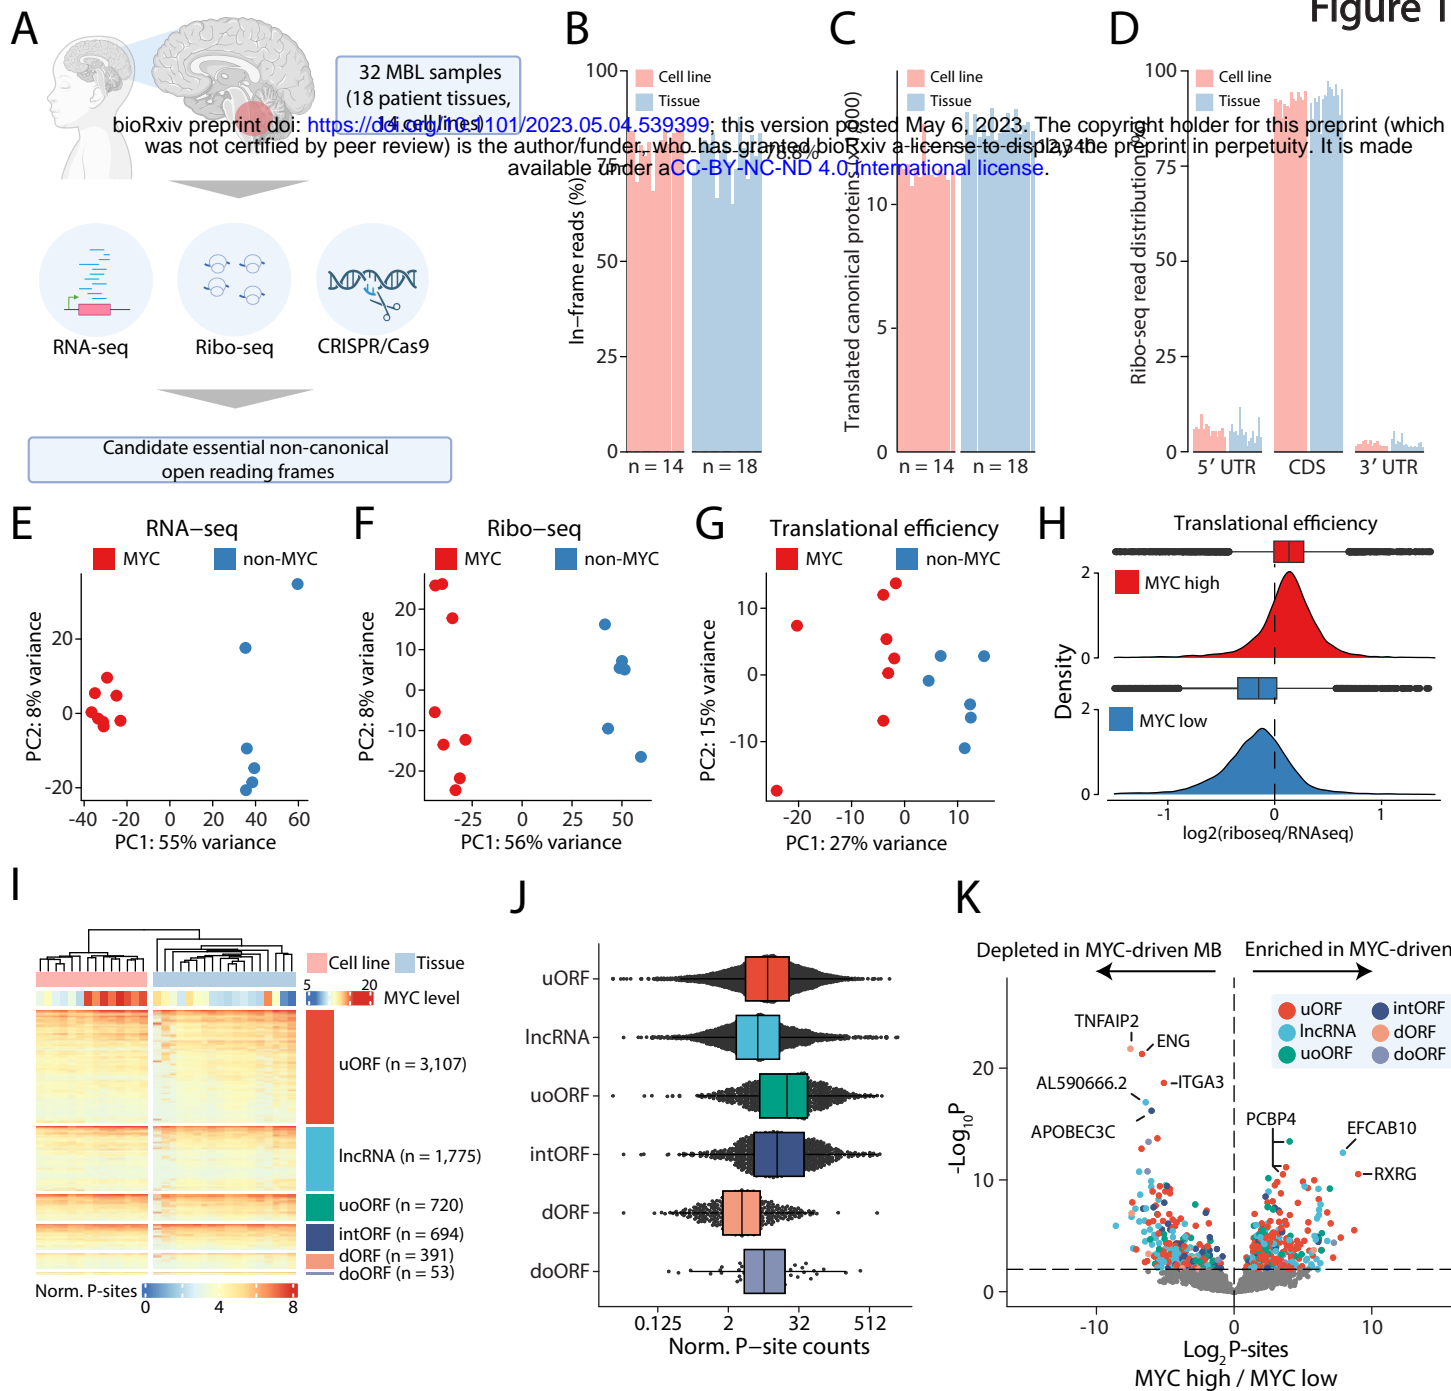 Figure 1
A
32 MBL samples
(18 patient tissues,
14 cell lines)
RNA-seq
Ribo-seq
CRISPR/Cas9
Candidate essential non-canonical
open reading frames
bioRxiv preprint doi: https://doi.org/10.1101/2023.05.04.539399; this version posted May 6, 2023. The copyright holder for this preprint (which
was not certified by peer review) is the author/funder, who has granted bioRxiv a license to display the preprint in perpetuity. It is made
available under aCC-BY-NC-ND 4.0 International license.
B
Cell line
Tissue
In−frame reads (%)
100
75
50
25
0
78.8%
n = 14
n = 18
C
Cell line
Tissue
Translated canonical proteins (x 1,000)
10
5
0
12,340
n = 14
n = 18
D
Cell line
Tissue
Ribo-seq read distribution (%)
100
75
50
25
0
5′ UTR
CDS
3′ UTR
E
RNA−seq
MYC
non-MYC
PC2: 8% variance
20
0
-20
-40
-20
0
20
40
60
PC1: 55% variance
F
Ribo−seq
MYC
non-MYC
PC2: 8% variance
20
10
0
-10
-20
-25
0
25
50
PC1: 56% variance
G
Translational efficiency
MYC
non-MYC
PC2: 15% variance
10
0
-10
-20
-10
0
10
PC1: 27% variance
H
Translational efficiency
MYC high
MYC low
Density
2
0
2
0
-1
0
1
log2(riboseq/RNAseq)
I
Cell line
Tissue
5
20
MYC level
uORF (n = 3,107)
lncRNA (n = 1,775)
uoORF (n = 720)
intORF (n = 694)
dORF (n = 391)
doORF (n = 53)
Norm. P-sites
0
4
8
J
uORF
lncRNA
uoORF
intORF
dORF
doORF
0.125
2
32
512
Norm. P−site counts
K
Depleted in MYC-driven MB
Enriched in MYC-driven
uORF
lncRNA
uoORF
intORF
dORF
doORF
TNFAIP2
ENG
ITGA3
AL590666.2
APOBEC3C
PCBP4
EFCAB10
RXRG
-Log10P
20
10
0
-10
0
10
Log2 P-sites
MYC high / MYC low